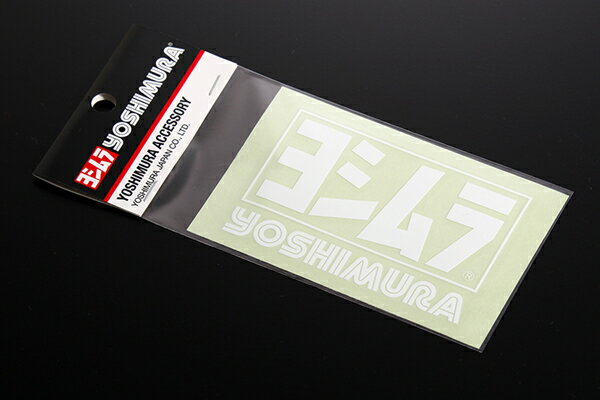 ヨシムラ YOSHIMURA®
YOSHIMURA ACCESSORY
YOSHIMURA JAPAN CO., LTD.
ヨシムラ
®
YOSHIMURA